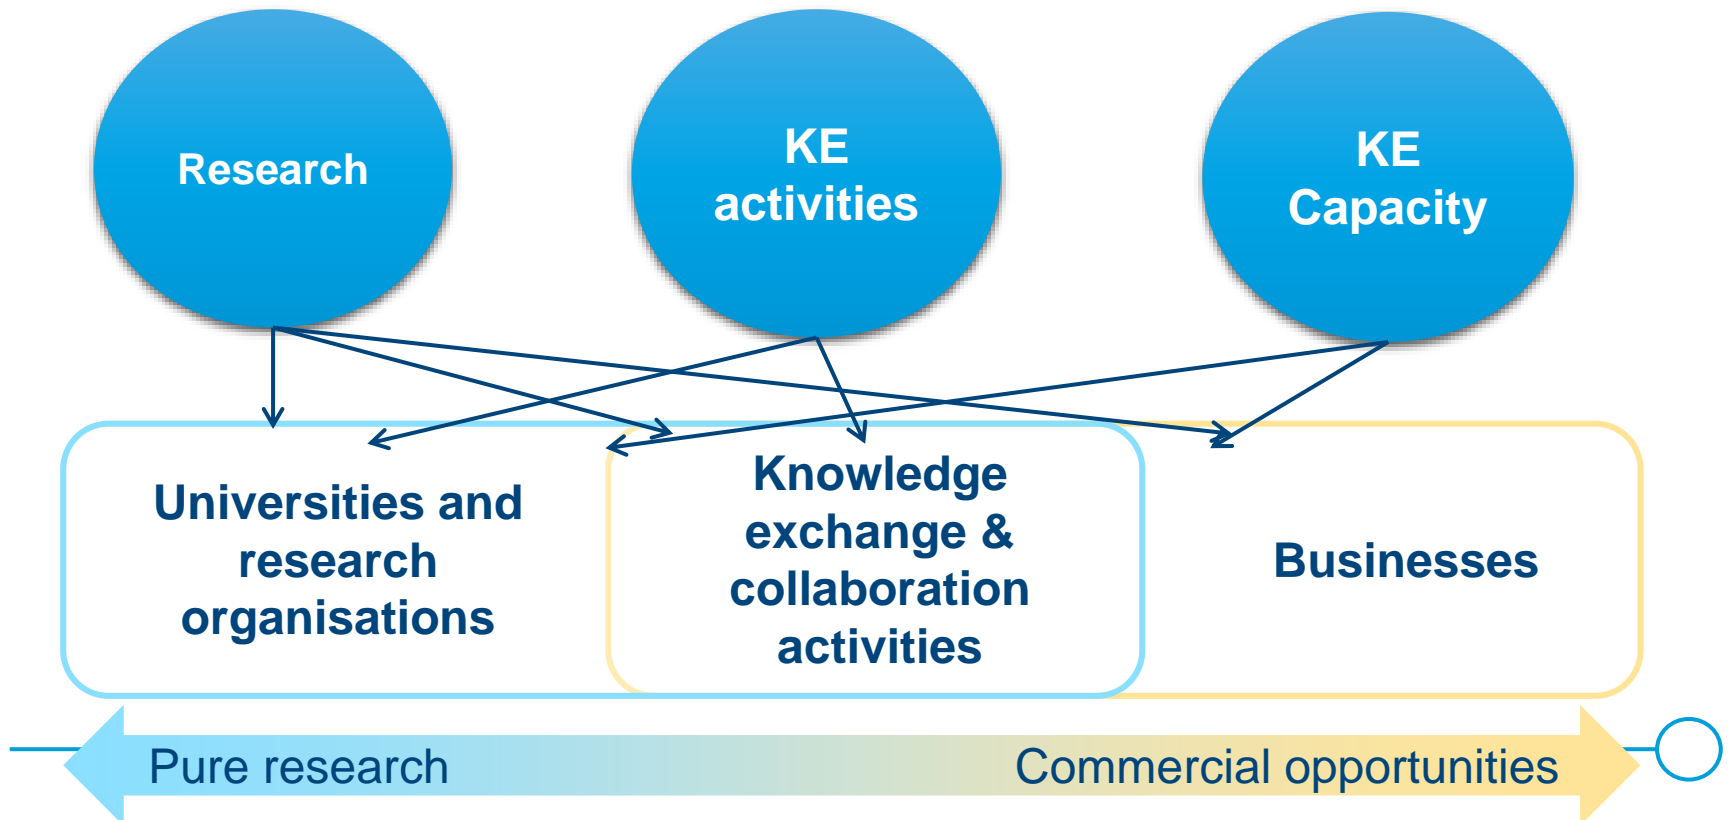 Research
KE
activities
KE
Capacity
Universities and
research
organisations
Knowledge
exchange &
collaboration
activities
Businesses
Pure research
Commercial opportunities